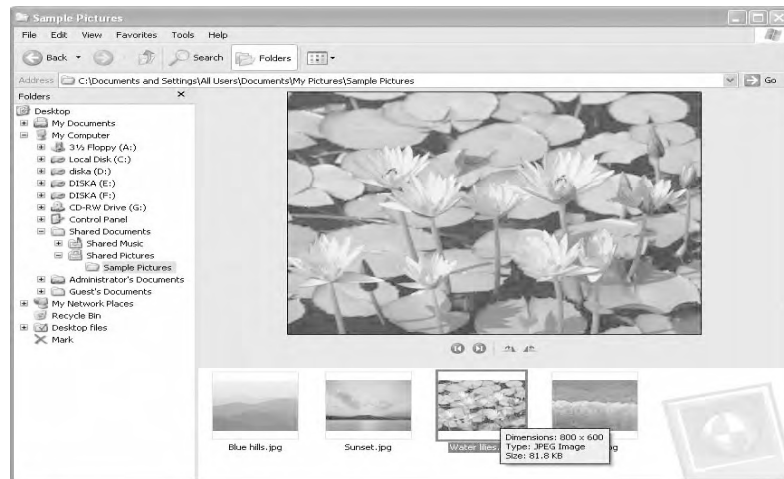 Sample Pictures
File Edit View Favorites Tools Help
Back Search Folders
Address C:\Documents and Settings\All Users\Documents\My Pictures\Sample Pictures Go
Folders
Desktop
My Documents
My Computer
3½ Floppy (A:)
Local Disk (C:)
diska (D:)
DISKA (E:)
DISKA (F:)
CD-RW Drive (G:)
Control Panel
Shared Documents
Shared Music
Shared Pictures
Sample Pictures
Administrator's Documents
Guest's Documents
My Network Places
Recycle Bin
Desktop files
Mark
Blue hills.jpg
Sunset.jpg
Water lilies.
Dimensions: 800 x 600
Type: JPEG Image
Size: 81.8 KB